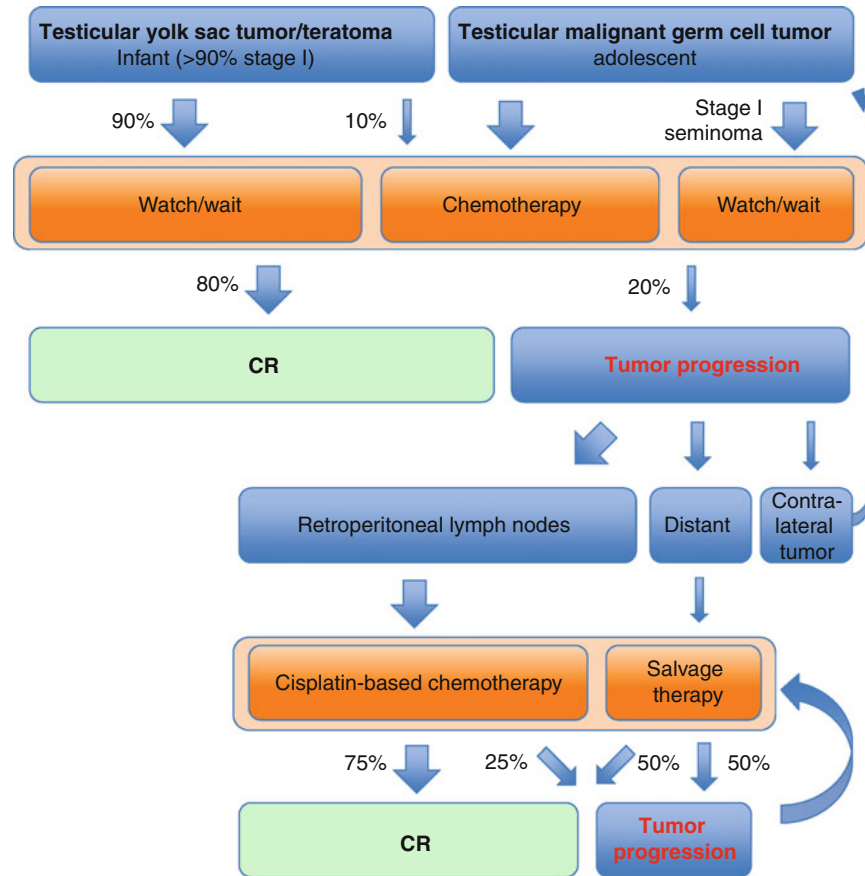 Testicular yolk sac tumor/teratoma
Infant (>90% stage I)
Testicular malignant germ cell tumor
adolescent
90%
10%
Stage I
seminoma
Watch/wait
Chemotherapy
Watch/wait
80%
20%
CR
Tumor progression
Retroperitoneal lymph nodes
Distant
Contra-
lateral
tumor
Cisplatin-based chemotherapy
Salvage
therapy
75%
25%
50%
50%
CR
Tumor
progression